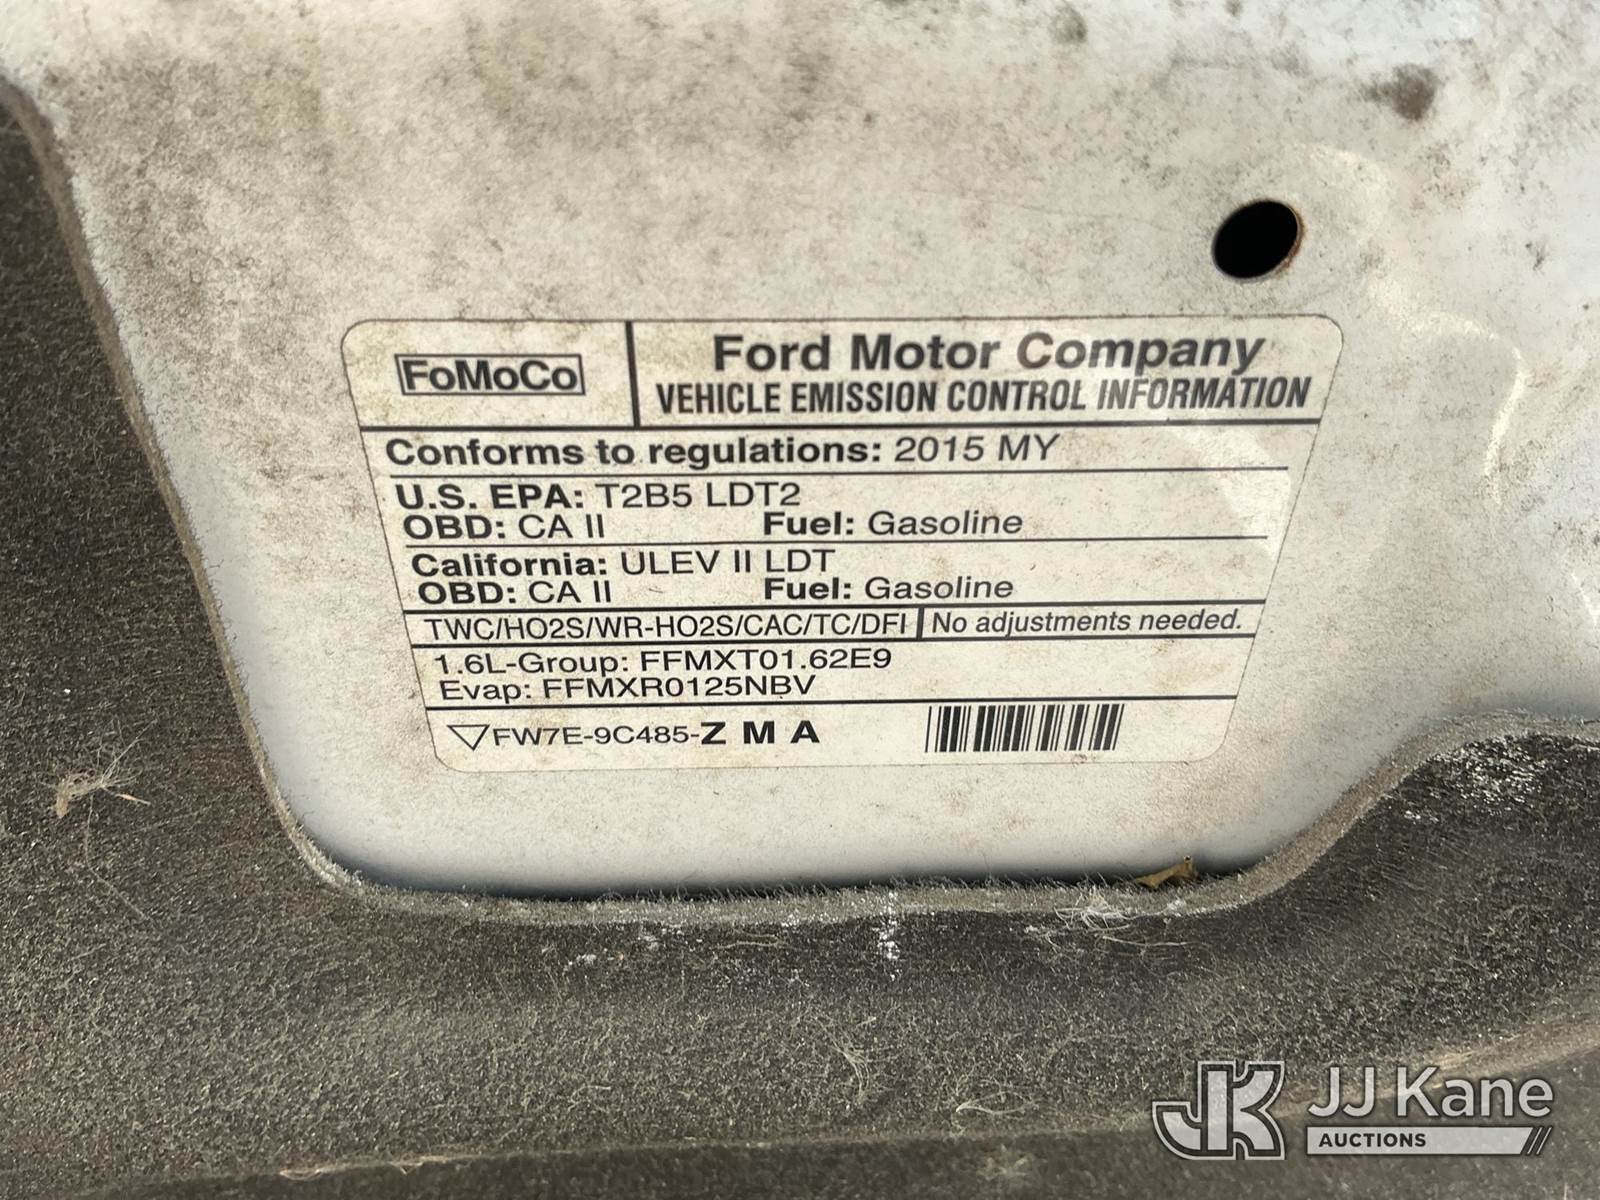 FoMoCo
Ford Motor Company
VEHICLE EMISSION CONTROL INFORMATION
Conforms to regulations: 2015 MY
U.S. EPA: T2B5 LDT2
OBD: CA II Fuel: Gasoline
California: ULEV II LDT
OBD: CA II Fuel: Gasoline
TWC/HO2S/WR-HO2S/CAC/TC/DFI No adjustments needed.
1.6L-Group: FFMXT01.62E9
Evap: FFMXR0125NBV
FW7E-9C485-Z M A
JK JJ Kane
AUCTIONS